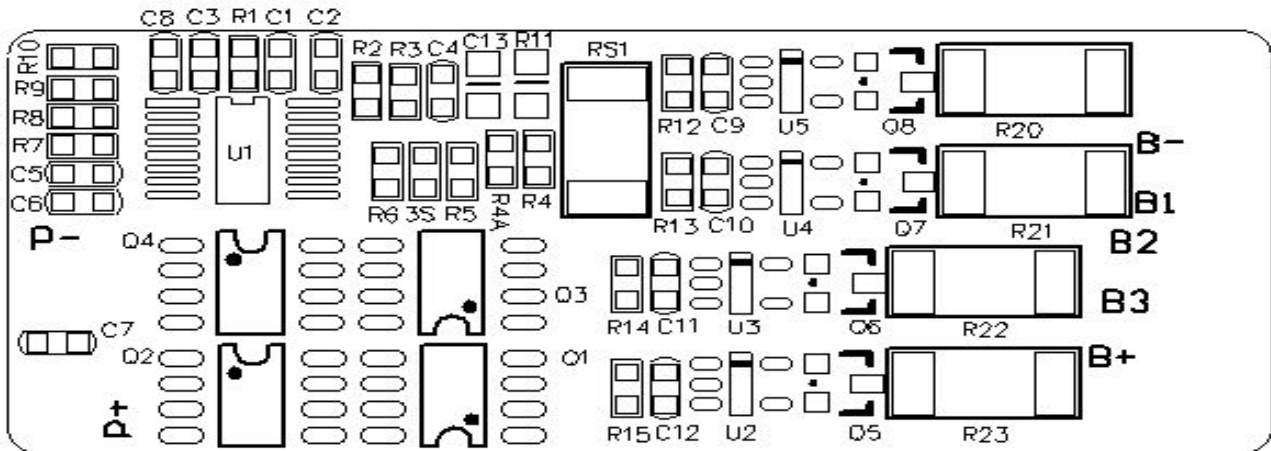 C8 C3 R1 C1 C2
R2 R3 C4 C13 R11
RS1
R10
R9
R8
R7
C5
C6
U1
R12 C9 U5 Q8 R20
B-
R6 3S R5 R4A R4
R13 C10 U4 Q7 R21
B1
B2
P-
Q4
Q3
R14 C11 U3 Q6 R22
B3
C7
Q2
Q1
B+
P+
R15 C12 U2 Q5 R23